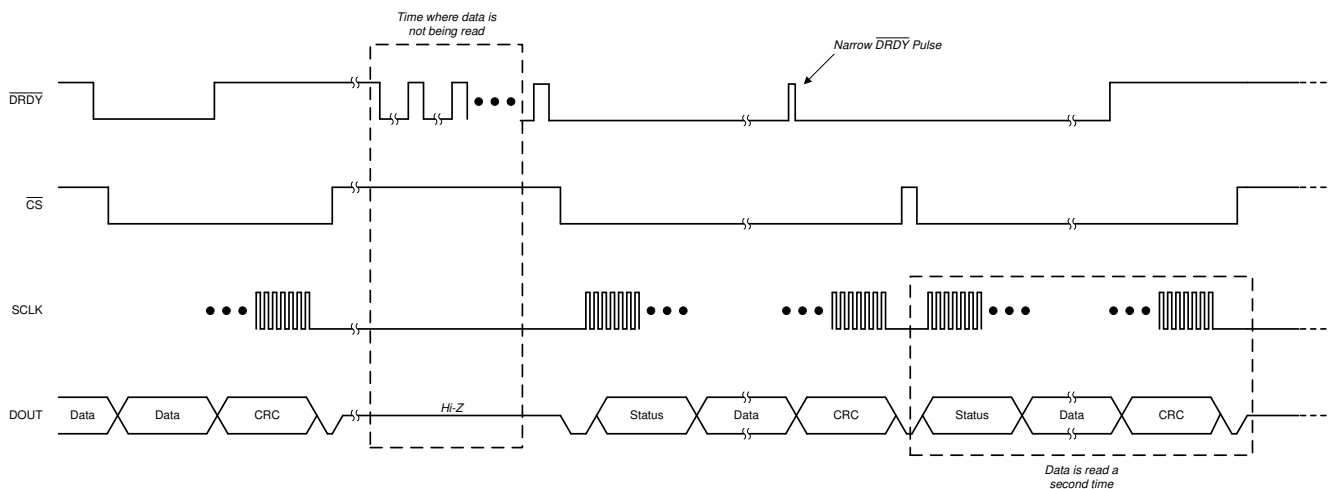 Time where data is
not being read
Narrow DRDY Pulse
DRDY
CS
SCLK
DOUT
Data
Data
CRC
Hi-Z
Status
Data
CRC
Status
Data
CRC
Data is read a
second time